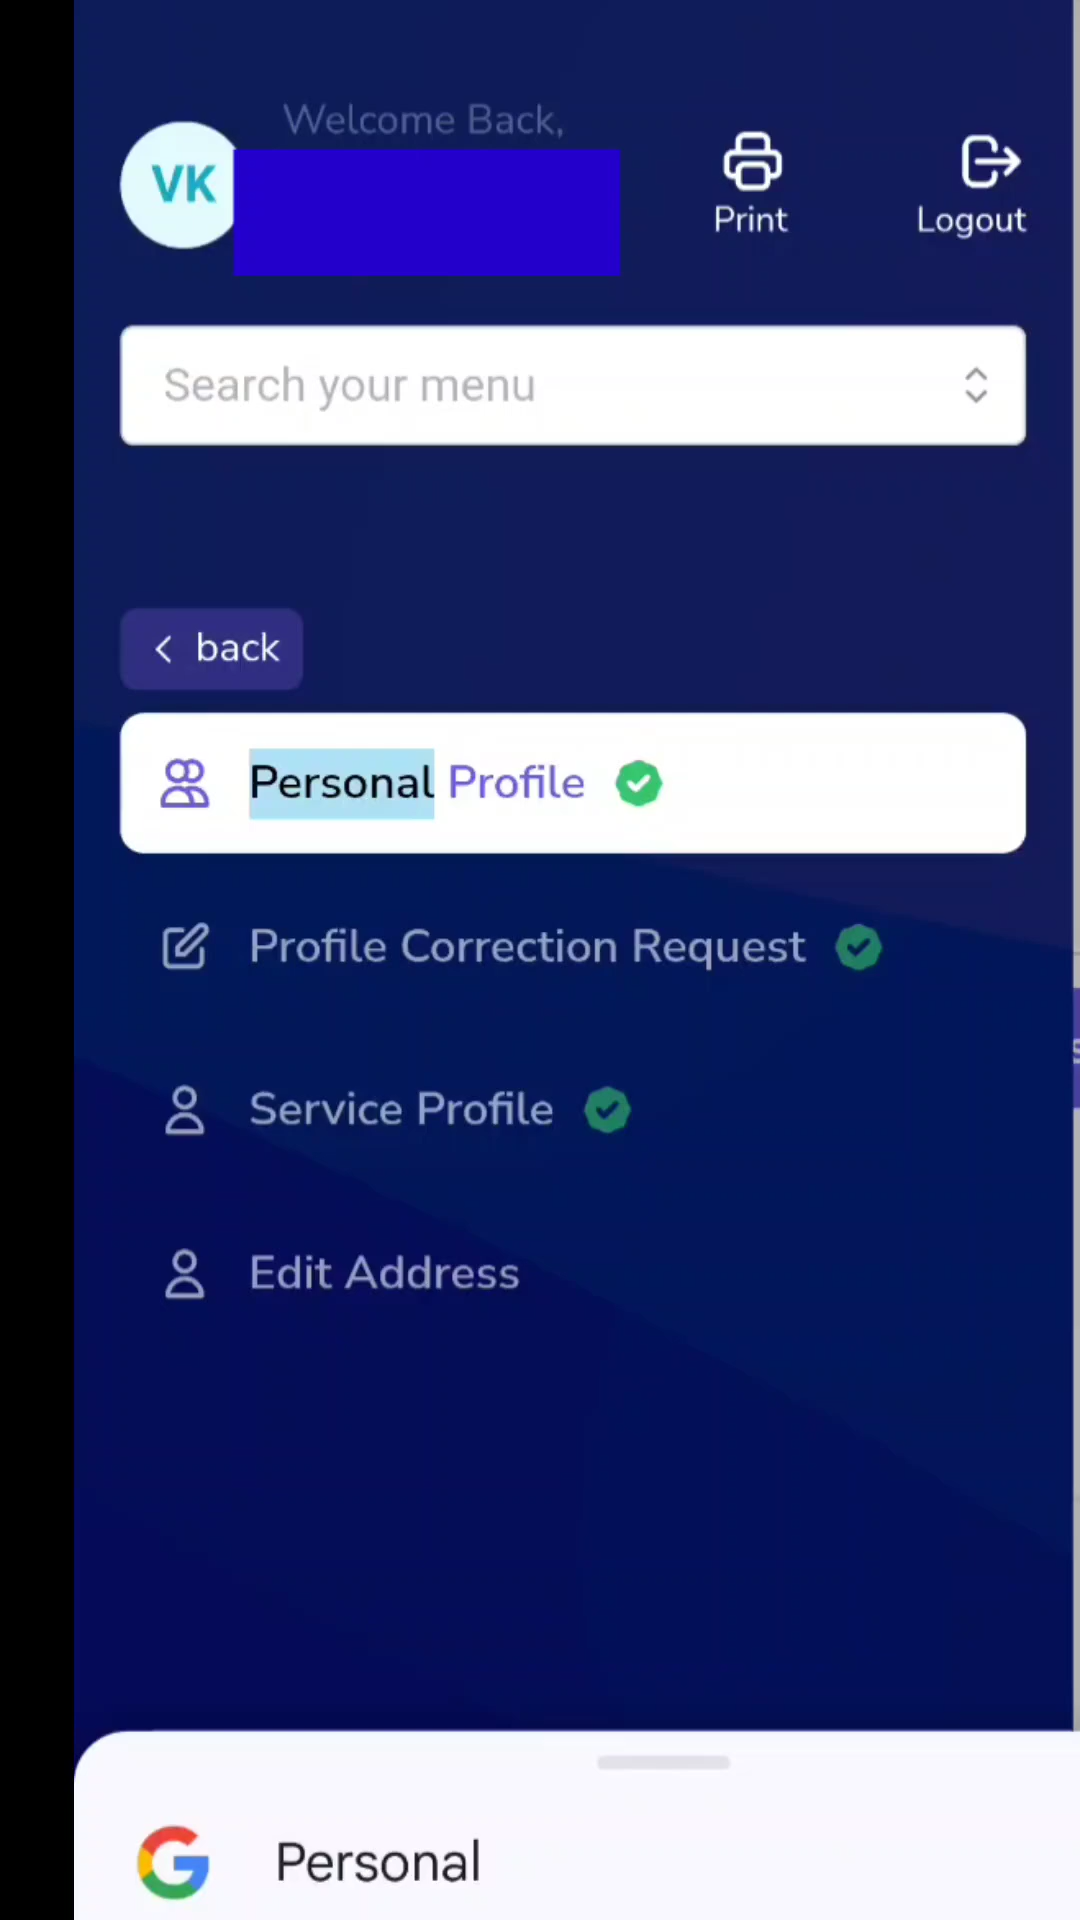 Welcome Back,
VK
Print
Logout
Search your menu
back
Personal Profile
Profile Correction Request
Service Profile
Edit Address
Personal